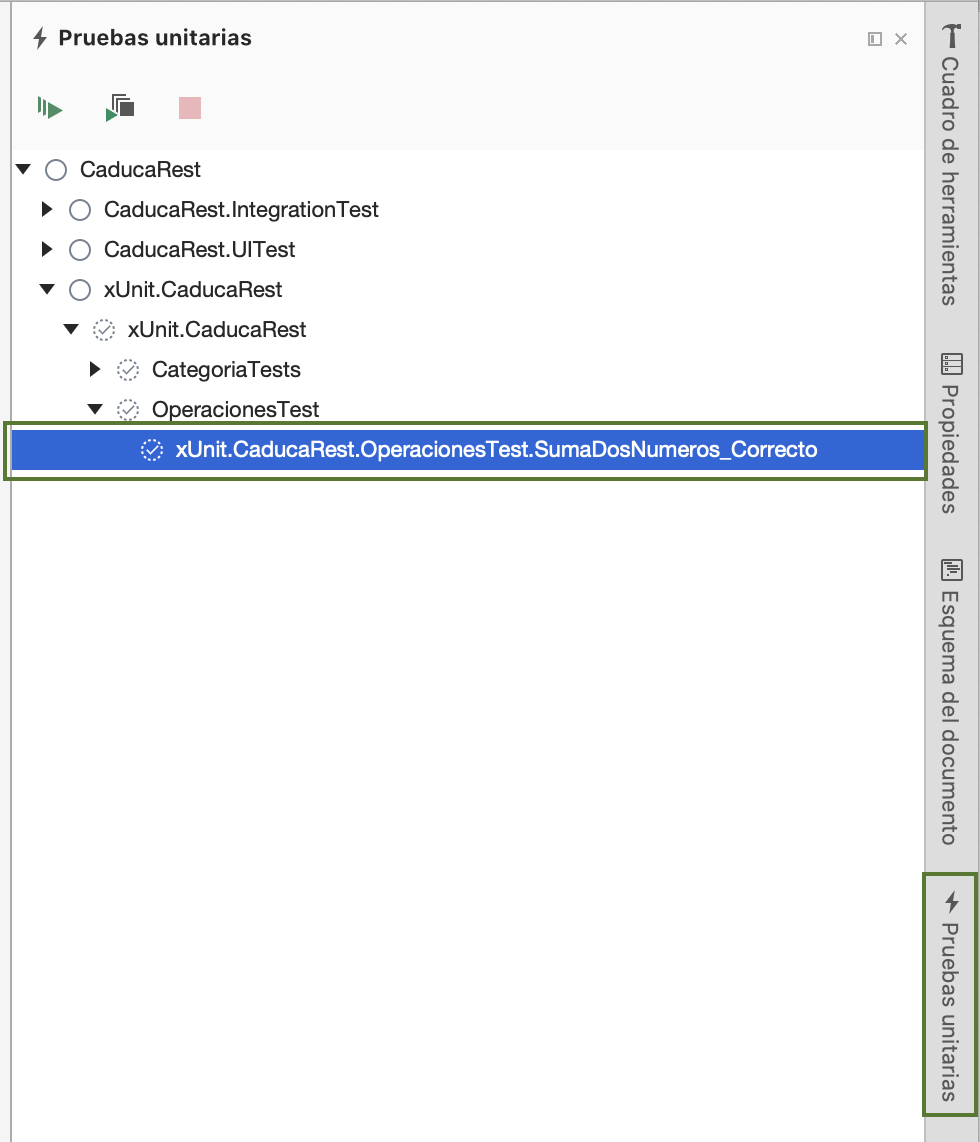 Pruebas unitarias
CaducaRest
CaducaRest.IntegrationTest
CaducaRest.UITest
xUnit.CaducaRest
xUnit.CaducaRest
CategoriaTests
OperacionesTest
xUnit.CaducaRest.OperacionesTest.SumaDosNumeros_Correcto
Cuadro de herramientas
Propiedades
Esquema del documento
Pruebas unitarias